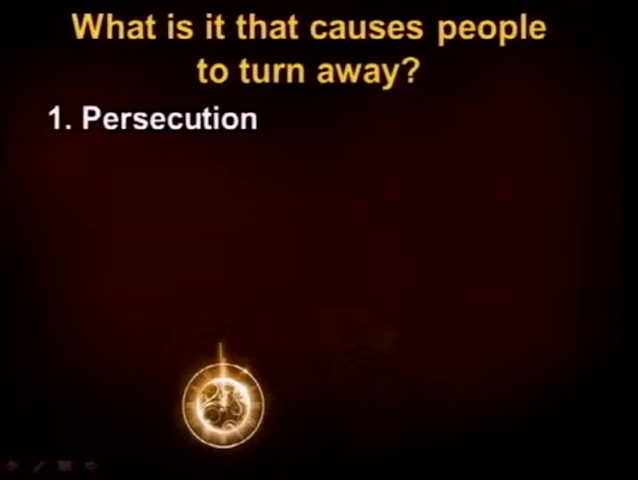 What is it that causes people
to turn away?
1. Persecution